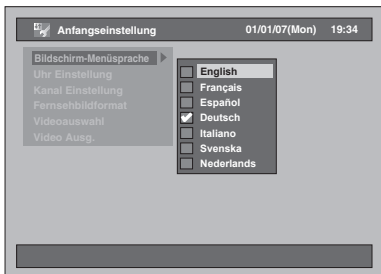 Anfangseinstellung 01/01/07(Mon) 19:34
Bildschirm-Menüsprache
Uhr Einstellung
Kanal Einstellung
Fernsehbildformat
Videoauswahl
Video Ausg.
English
Français
Español
Deutsch
Italiano
Svenska
Nederlands